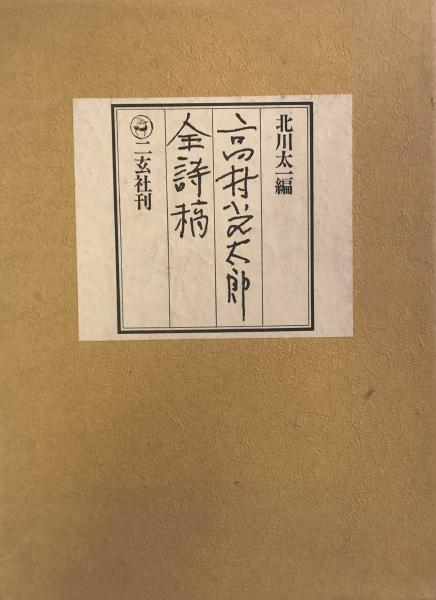 北川太一編
高村光太郎
全詩稿
二玄社刊